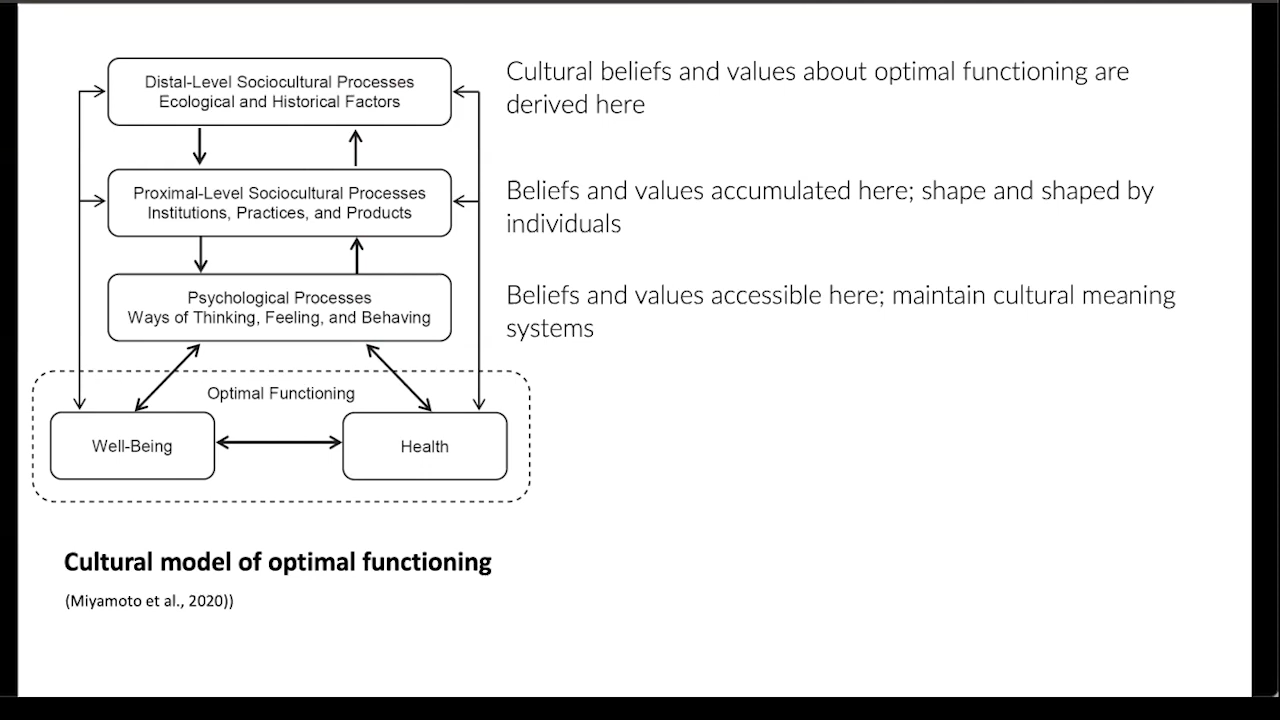 Distal-Level Sociocultural Processes
Ecological and Historical Factors
Cultural beliefs and values about optimal functioning are
derived here
Proximal-Level Sociocultural Processes
Institutions, Practices, and Products
Beliefs and values accumulated here; shape and shaped by
individuals
Psychological Processes
Ways of Thinking, Feeling, and Behaving
Beliefs and values accessible here; maintain cultural meaning
systems
Optimal Functioning
Well-Being
Health
Cultural model of optimal functioning
(Miyamoto et al., 2020))